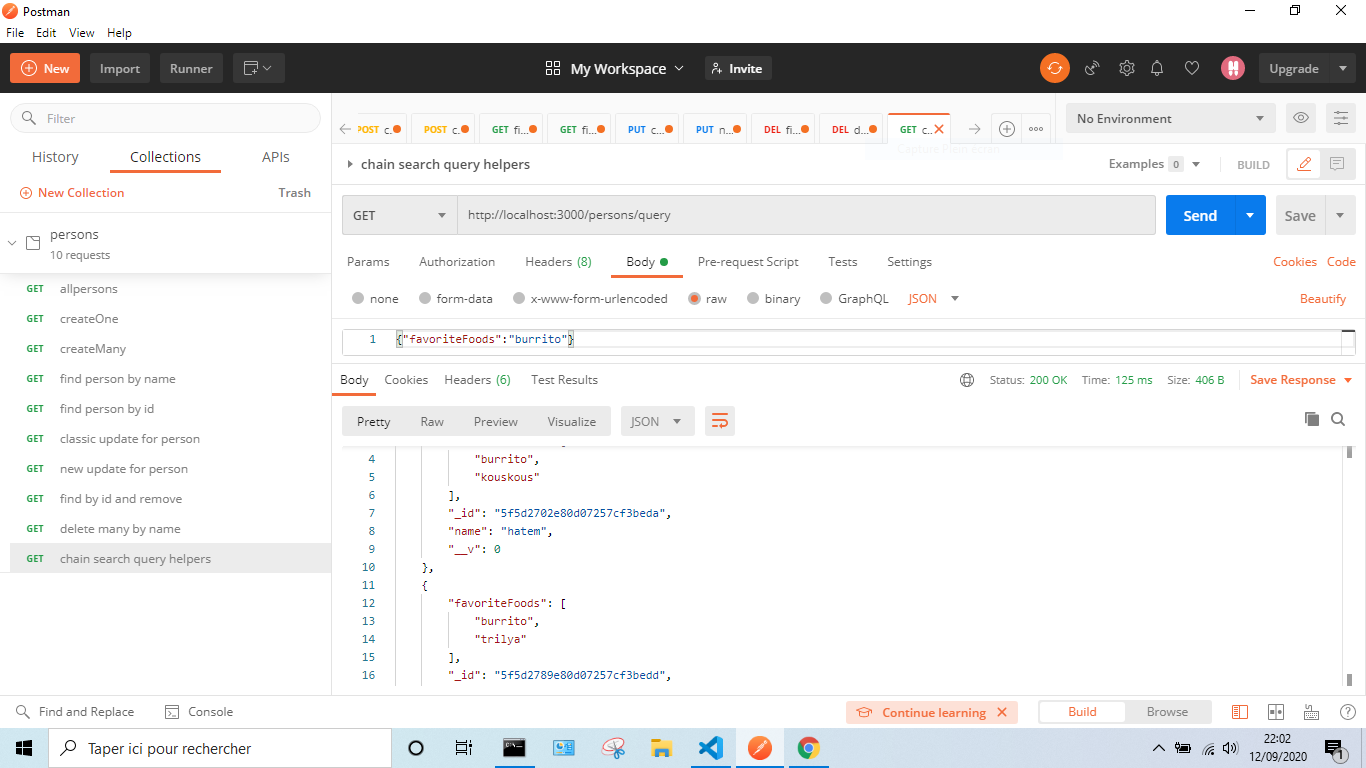 Postman
File Edit View Help
New Import Runner My Workspace Invite Upgrade
Filter
History Collections APIs
New Collection Trash
persons
10 requests
GET allpersons
GET createOne
GET createMany
GET find person by name
GET find person by id
GET classic update for person
GET new update for person
GET find by id and remove
GET delete many by name
GET chain search query helpers
POST c... POST c... GET fi... GET fi... PUT c... PUT n... DEL fi... DEL d... GET c...
No Environment
chain search query helpers
Examples 0 BUILD
GET http://localhost:3000/persons/query Send Save
Params Authorization Headers (8) Body Pre-request Script Tests Settings Cookies Code
none form-data x-www-form-urlencoded raw binary GraphQL JSON Beautify
1 {"favoriteFoods":"burrito"}
Body Cookies Headers (6) Test Results Status: 200 OK Time: 125 ms Size: 406 B Save Response
Pretty Raw Preview Visualize JSON
4 "burrito",
5 "kouskous"
6 ],
7 "_id": "5f5d2702e80d07257cf3beda",
8 "name": "hatem",
9 "__v": 0
10 },
11 {
12 "favoriteFoods": [
13 "burrito",
14 "trilya"
15 ],
16 "_id": "5f5d2789e80d07257cf3bedd",
Find and Replace Console Continue learning Build Browse
Taper ici pour rechercher
22:02
12/09/2020
1